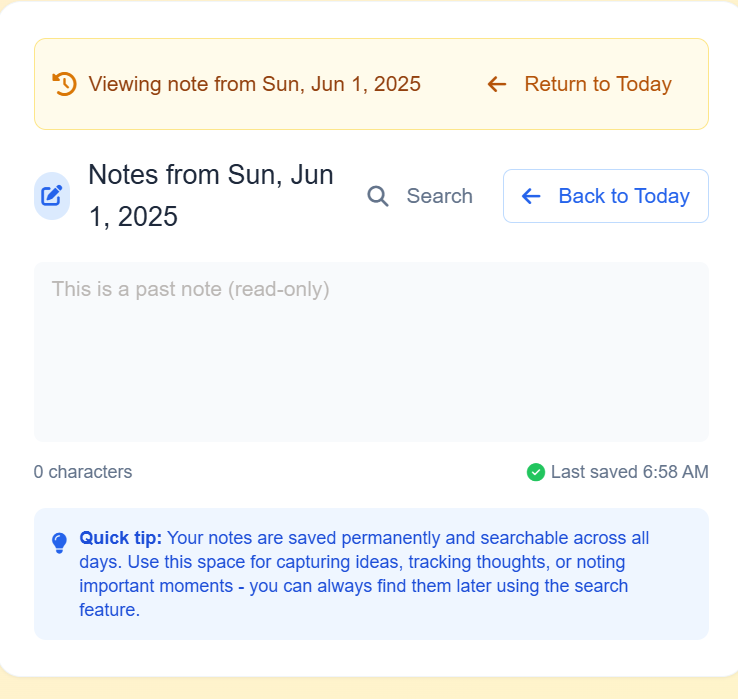 Viewing note from Sun, Jun 1, 2025
Return to Today
Notes from Sun, Jun
1, 2025
Search
Back to Today
This is a past note (read-only)
0 characters
Last saved 6:58 AM
Quick tip: Your notes are saved permanently and searchable across all
days. Use this space for capturing ideas, tracking thoughts, or noting
important moments - you can always find them later using the search
feature.